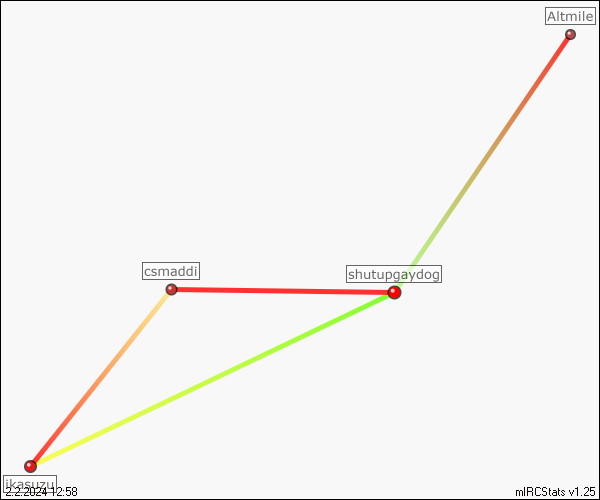 Altmile
csmaddi
shutupgaydog
ikasuzu
2.2.2024 12:58
mIRCStats v1.25